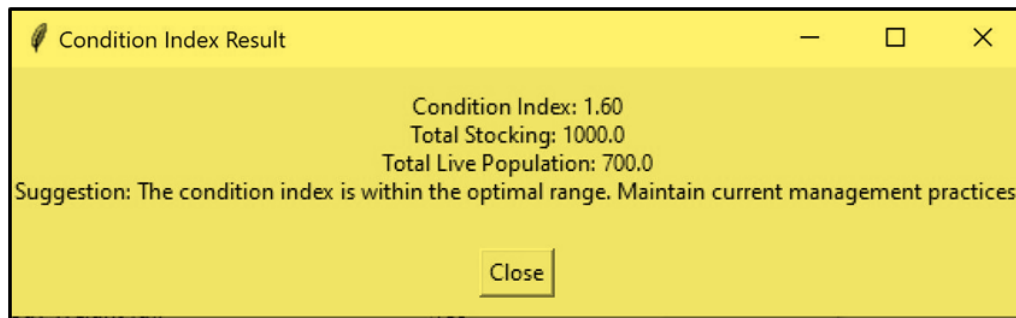 Condition Index Result
Condition Index: 1.60
Total Stocking: 1000.0
Total Live Population: 700.0
Suggestion: The condition index is within the optimal range. Maintain current management practices
Close